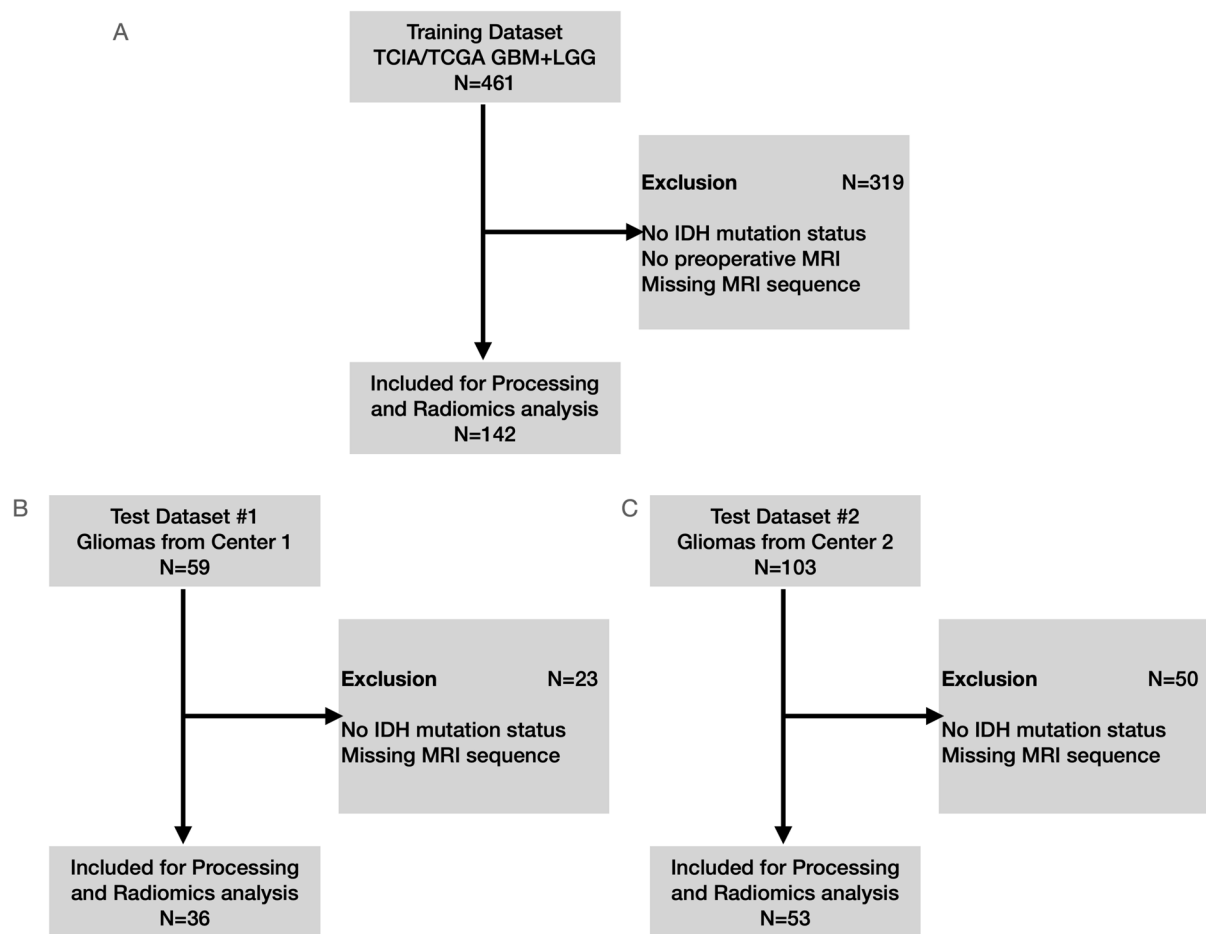 A
Training Dataset
TCIA/TCGA GBM+LGG
N=461
Exclusion N=319
No IDH mutation status
No preoperative MRI
Missing MRI sequence
Included for Processing
and Radiomics analysis
N=142
B
Test Dataset #1
Gliomas from Center 1
N=59
Exclusion N=23
No IDH mutation status
Missing MRI sequence
Included for Processing
and Radiomics analysis
N=36
C
Test Dataset #2
Gliomas from Center 2
N=103
Exclusion N=50
No IDH mutation status
Missing MRI sequence
Included for Processing
and Radiomics analysis
N=53